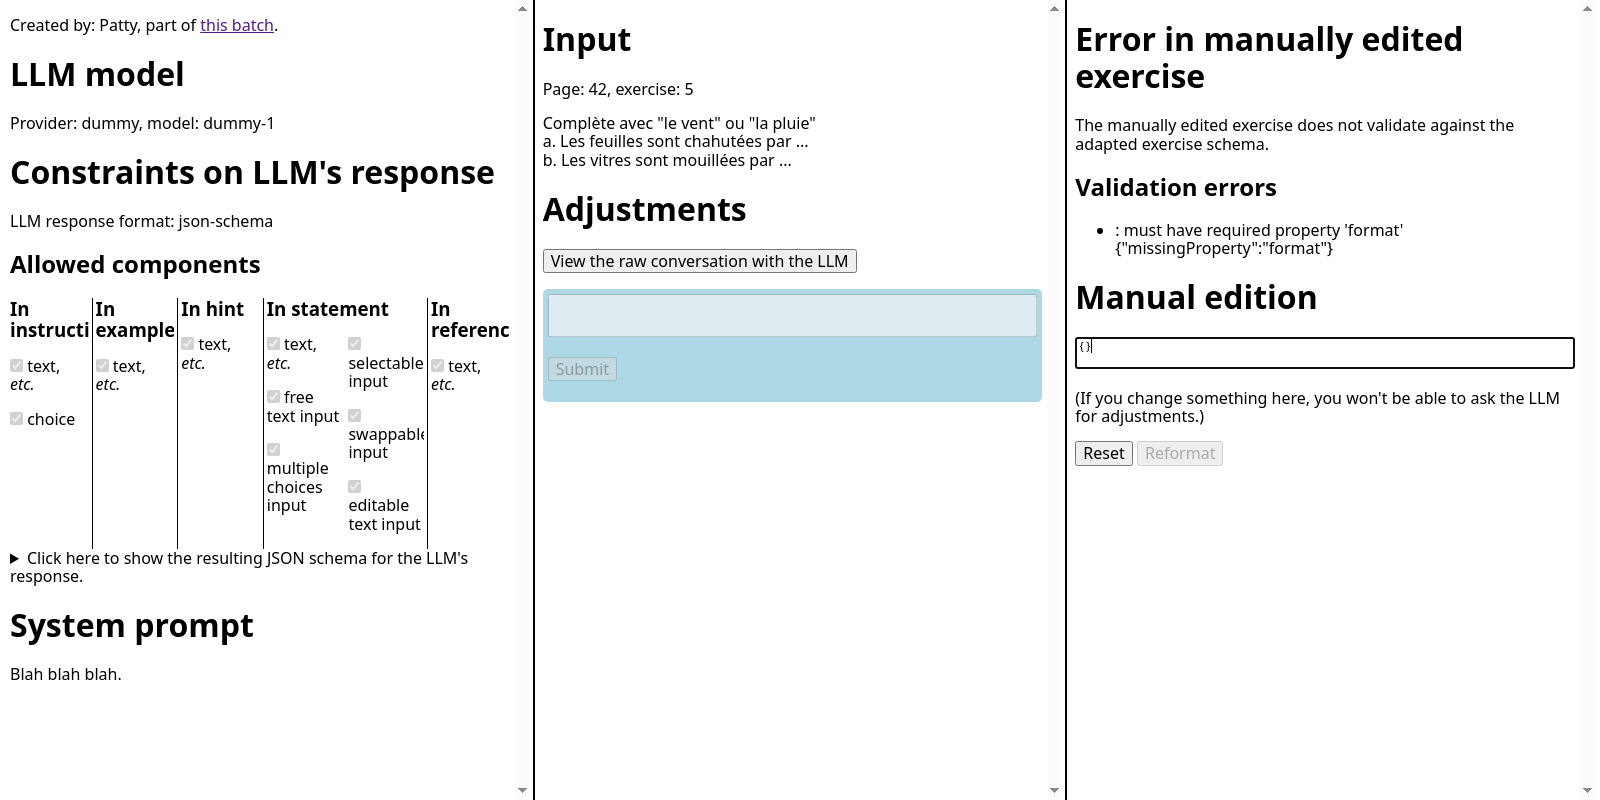 Created by: Patty, part of this batch.
LLM model
Provider: dummy, model: dummy-1
Constraints on LLM's response
LLM response format: json-schema
Allowed components
In
instructi
text,
etc.
choice
In
example
text,
etc.
In hint
text,
etc.
In statement
text,
etc.
free
text input
multiple
choices
input
selectable
input
swappable
input
editable
text input
In
referenc
text,
etc.
Click here to show the resulting JSON schema for the LLM's
response.
System prompt
Blah blah blah.
Input
Page: 42, exercise: 5
Complète avec "le vent" ou "la pluie"
a. Les feuilles sont chahutées par ...
b. Les vitres sont mouillées par ...
Adjustments
View the raw conversation with the LLM
Submit
Error in manually edited
exercise
The manually edited exercise does not validate against the
adapted exercise schema.
Validation errors
: must have required property 'format'
{"missingProperty":"format"}
Manual edition
{}
(If you change something here, you won't be able to ask the LLM
for adjustments.)
Reset Reformat